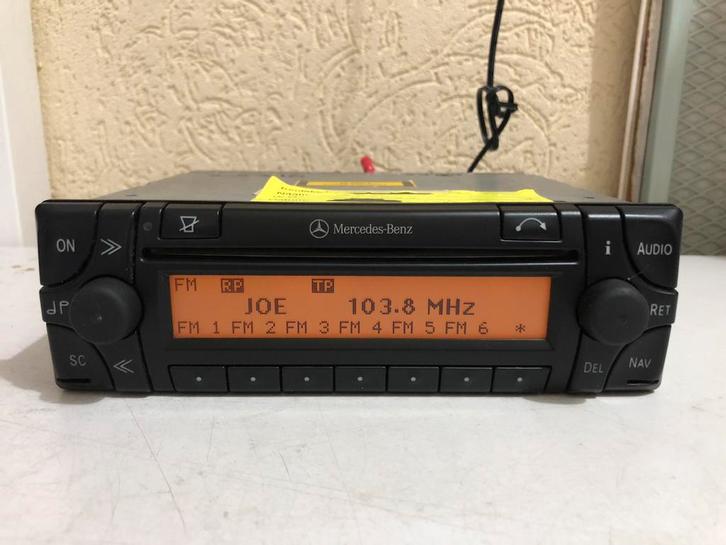 Mercedes-Benz
ON
i
AUDIO
FM RP TP
JOE 103.8 MHz
FM 1 FM 2 FM 3 FM 4 FM 5 FM 6 *
RET
SC
DEL
NAV